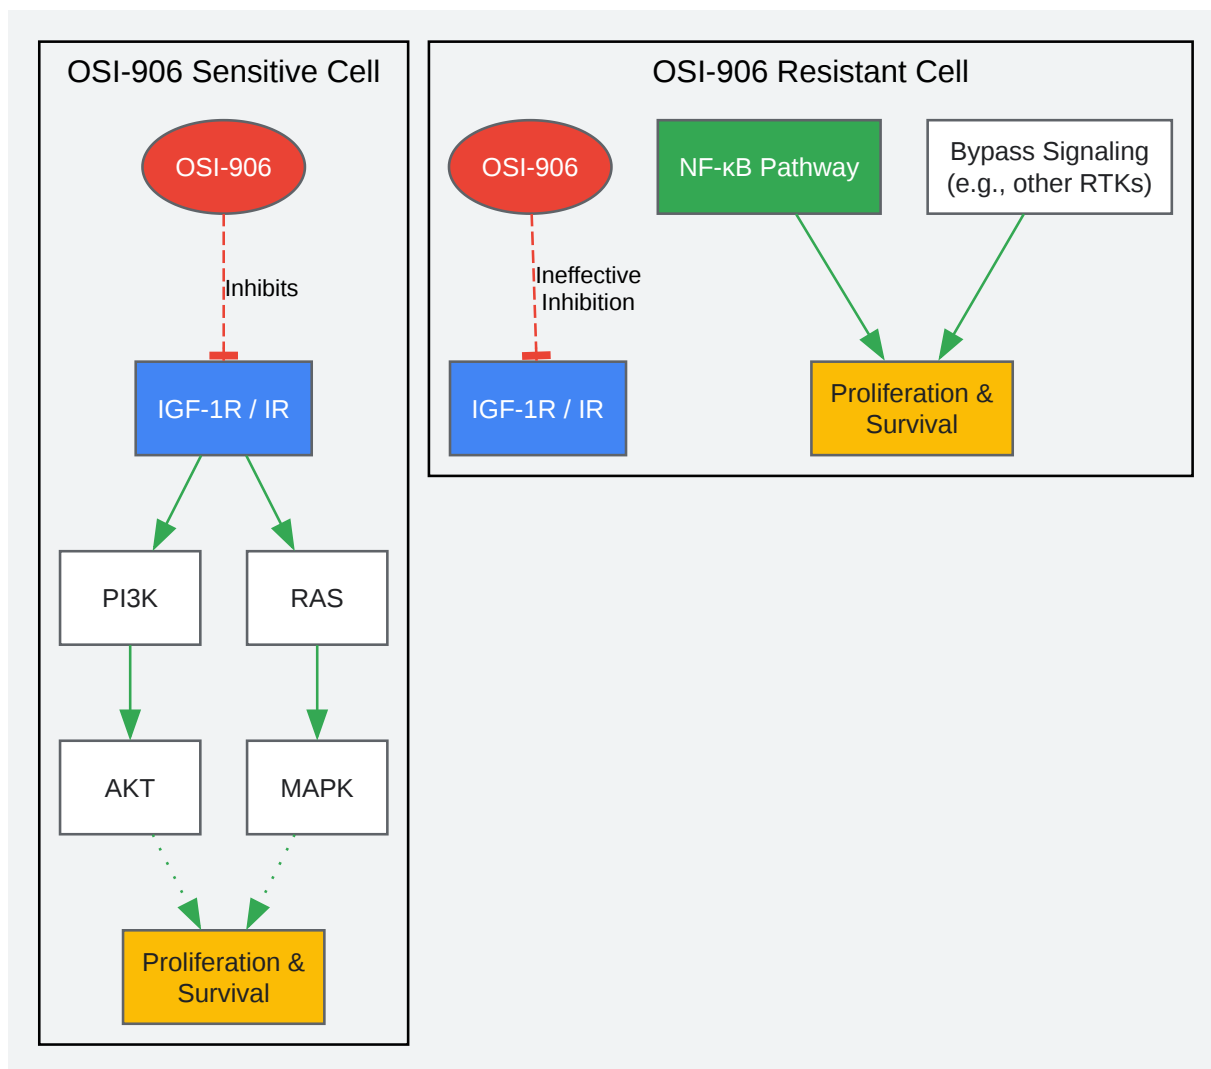 OSI-906 Sensitive Cell
OSI-906
Inhibits
IGF-1R / IR
PI3K
RAS
AKT
MAPK
Proliferation &
Survival
OSI-906 Resistant Cell
OSI-906
Ineffective
Inhibition
IGF-1R / IR
NF-κB Pathway
Bypass Signaling
(e.g., other RTKs)
Proliferation &
Survival